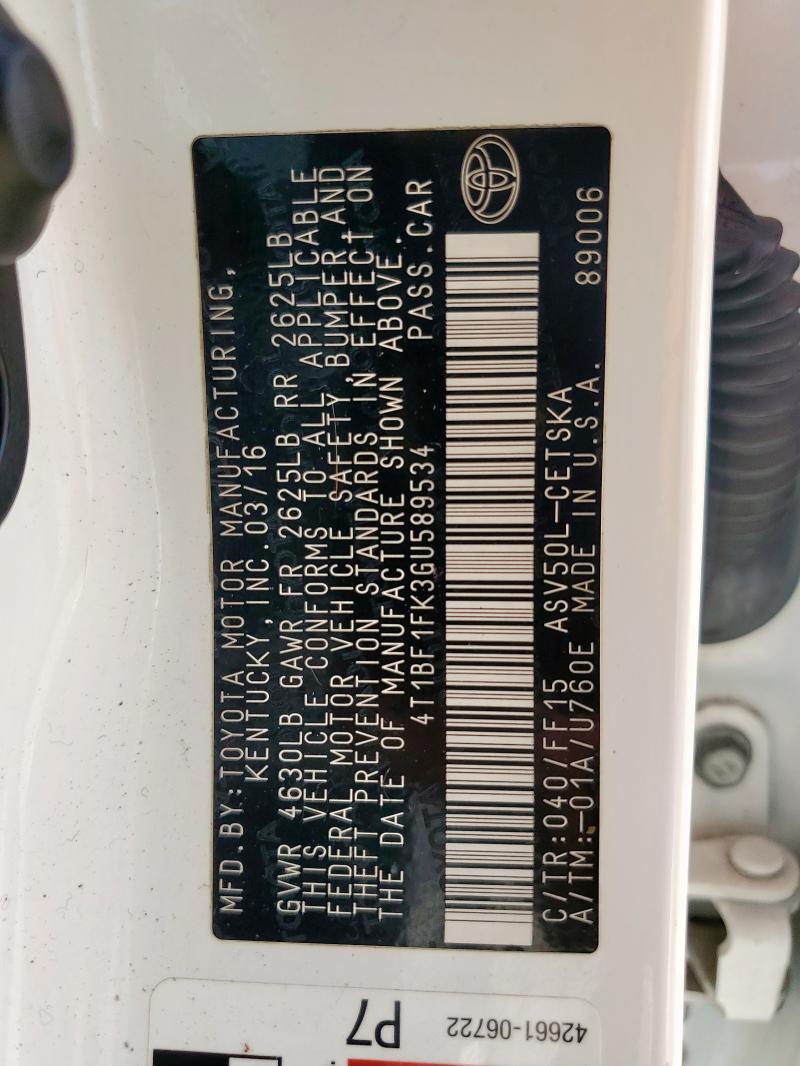 MFD.BY:TOYOTA MOTOR MANUFACTURING,
KENTUCKY, INC. 03/16
GVWR 4630LB GAWR FR 2625LB RR 2625LB
THIS VEHICLE CONFORMS TO ALL APPLICABLE
FEDERAL MOTOR VEHICLE SAFETY, BUMPER AND
THEFT PREVENTION STANDARDS IN EFFECT ON
THE DATE OF MANUFACTURE SHOWN ABOVE.
4T1BF1FK3GU589534 PASS.CAR
C/TR:040/FF15 ASV50L-CETSKA
A/TM:-01A/U760E MADE IN U.S.A. 89006
42661-06722
P7